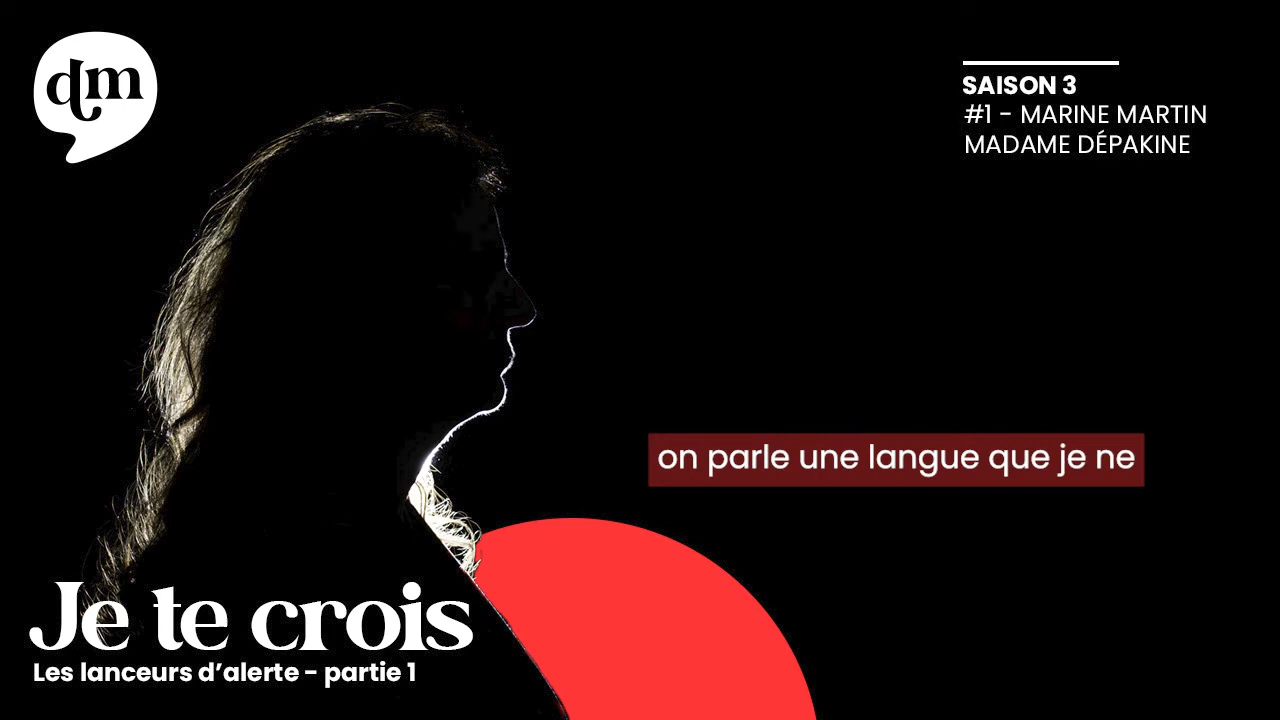 dm
SAISON 3
#1 - MARINE MARTIN
MADAME DÉPAKINE
on parle une langue que je ne
Je te crois
Les lanceurs d’alerte - partie 1